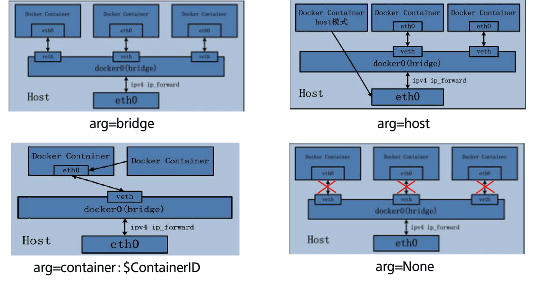 Docker Container Docker Container Docker Container
eth0 eth0 eth0
veth veth veth
docker0(bridge)
ipv4 ip_forward
Host
eth0
arg=bridge
Docker Container Docker Container Docker Container
host模式
eth0 eth0
veth veth
docker0(bridge)
ipv4 ip_forward
Host
eth0
arg=host
Docker Container Docker Container
eth0
veth
docker0(bridge)
ipv4 ip_forward
Host
eth0
arg=container:$ContainerID
Docker Container Docker Container Docker Container
eth0 eth0 eth0
veth veth veth
docker0(bridge)
ipv4 ip_forward
Host
eth0
arg=None